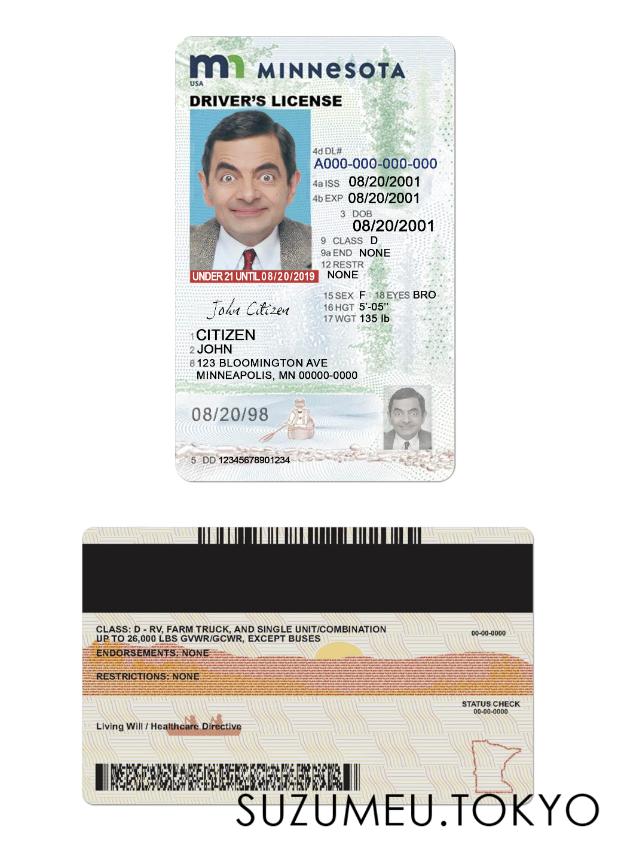 mn MINNESOTA
USA
DRIVER'S LICENSE
4d DL#
A000-000-000-000
4a ISS 08/20/2001
4b EXP 08/20/2001
3 DOB
08/20/2001
9 CLASS D
9a END NONE
12 RESTR
NONE
UNDER 21 UNTIL 08/20/2019
15 SEX F 18 EYES BRO
16 HGT 5'-05"
17 WGT 135 lb
John Citizen
1 CITIZEN
2 JOHN
8 123 BLOOMINGTON AVE
MINNEAPOLIS, MN 00000-0000
08/20/98
5 DD 12345678901234
CLASS: D - RV, FARM TRUCK, AND SINGLE UNIT/COMBINATION
UP TO 26,000 LBS GVWR/GCWR, EXCEPT BUSES
00-00-0000
ENDORSEMENTS: NONE
RESTRICTIONS: NONE
STATUS CHECK
00-00-0000
Living Will / Healthcare Directive
SUZUMEU.TOKYO